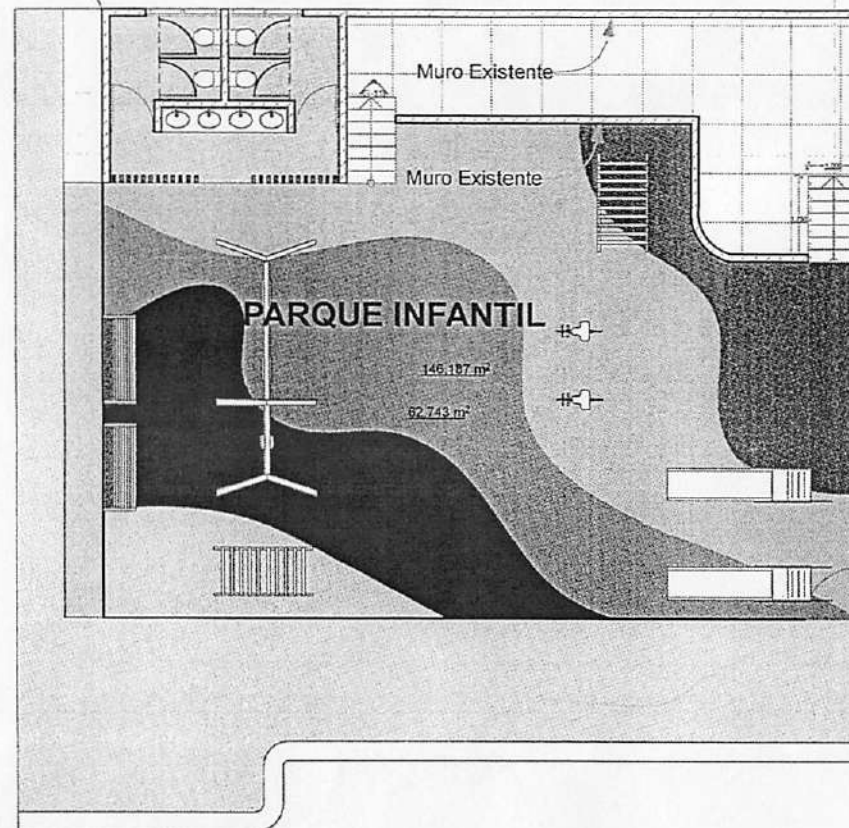 Muro Existente
Muro Existente
PARQUE INFANTIL
146.187 m²
62.743 m²